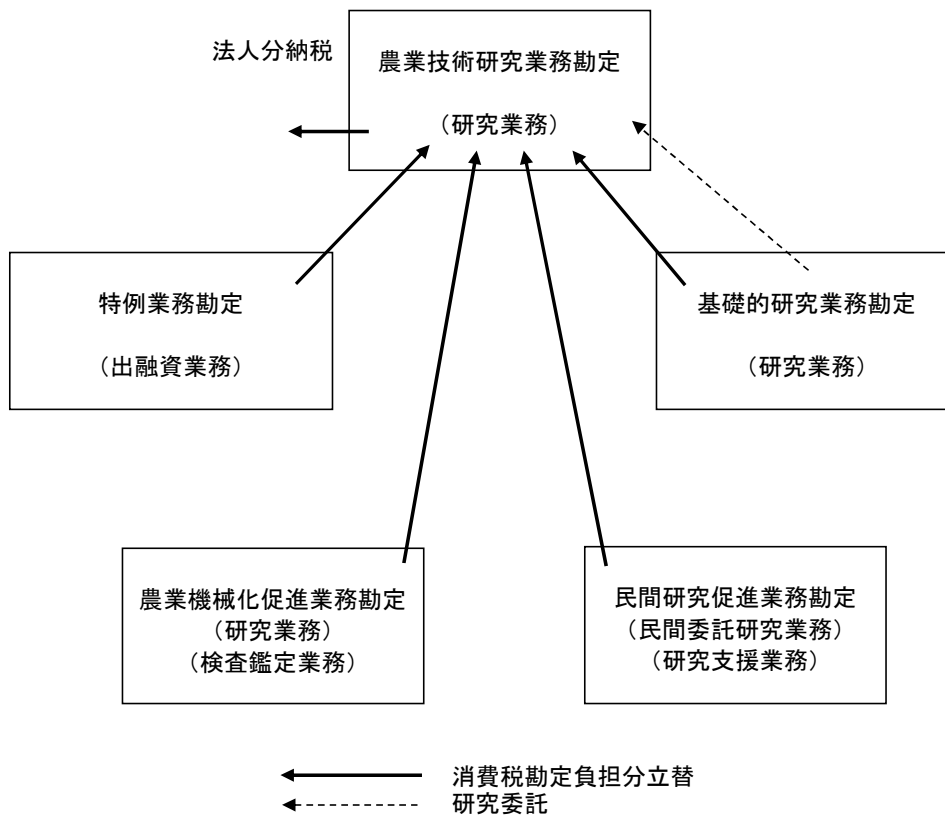 法人分納税
農業技術研究業務勘定
（研究業務）
特例業務勘定
（出融資業務）
基礎的研究業務勘定
（研究業務）
農業機械化促進業務勘定
（研究業務）
（検査鑑定業務）
民間研究促進業務勘定
（民間委託研究業務）
（研究支援業務）
消費税勘定負担分立替
研究委託